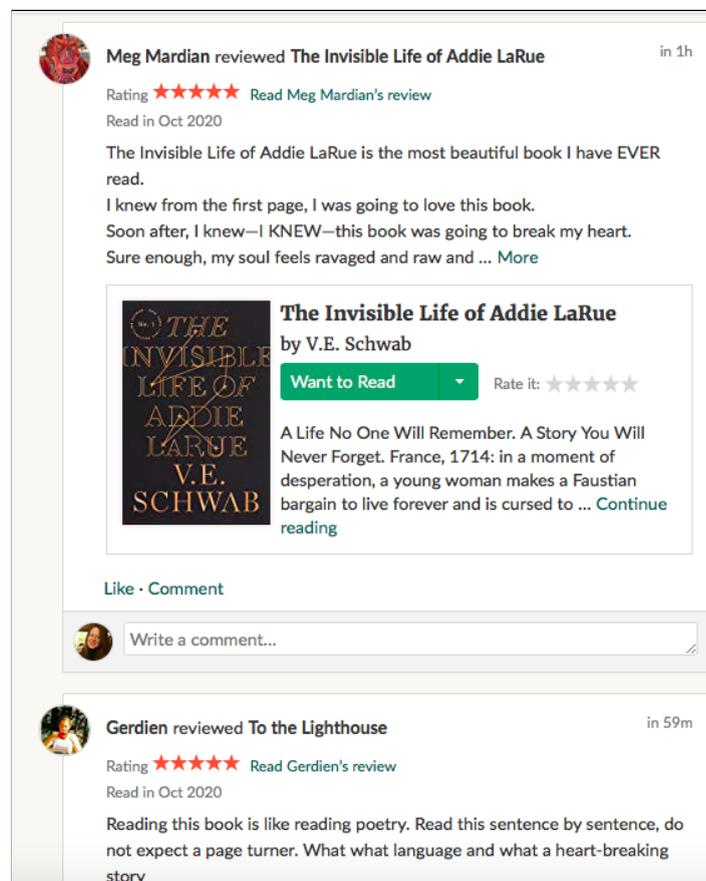 Meg Mardian reviewed The Invisible Life of Addie LaRue
in 1h
Rating Read Meg Mardian's review
Read in Oct 2020
The Invisible Life of Addie LaRue is the most beautiful book I have EVER
read.
I knew from the first page, I was going to love this book.
Soon after, I knew—I KNEW—this book was going to break my heart.
Sure enough, my soul feels ravaged and raw and ... More
No. 1
THE
INVISIBLE
LIFE OF
ADDIE
LARUE
V.E.
SCHWAB
The Invisible Life of Addie LaRue
by V.E. Schwab
Want to Read
Rate it:
A Life No One Will Remember. A Story You Will
Never Forget. France, 1714: in a moment of
desperation, a young woman makes a Faustian
bargain to live forever and is cursed to ... Continue
reading
Like · Comment
Write a comment...
Gerdien reviewed To the Lighthouse
in 59m
Rating Read Gerdien's review
Read in Oct 2020
Reading this book is like reading poetry. Read this sentence by sentence, do
not expect a page turner. What what language and what a heart-breaking
story